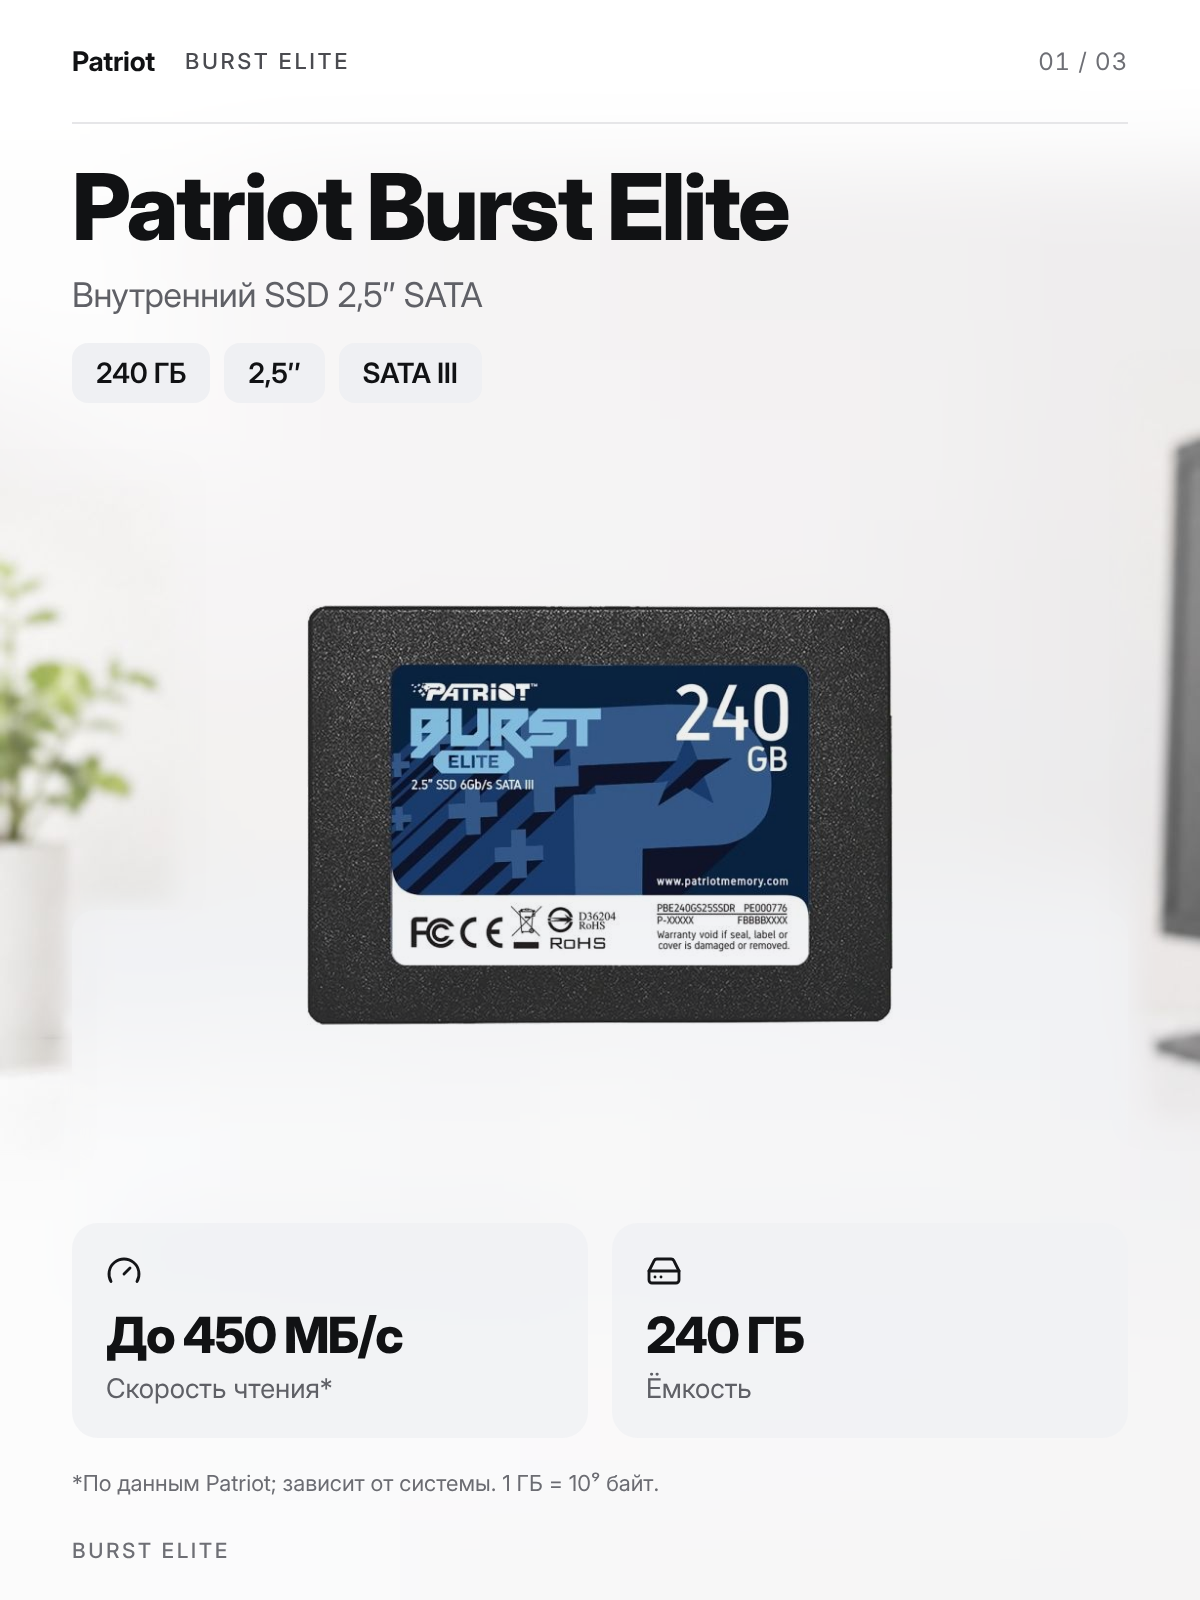 Patriot BURST ELITE 01 / 03
Patriot Burst Elite
Внутренний SSD 2,5″ SATA
240 ГБ 2,5″ SATA III
PATRIOT™
BURST
ELITE
2.5" SSD 6Gb/s SATA III
240
GB
www.patriotmemory.com
FC CE D36204
RoHS
RoHS
PBE240GS25SSDR PE000776
P-XXXXX FBBBBXXXX
Warranty void if seal, label or
cover is damaged or removed.
До 450 МБ/с
Скорость чтения*
240 ГБ
Ёмкость
*По данным Patriot; зависит от системы. 1 ГБ = 10⁹ байт.
BURST ELITE